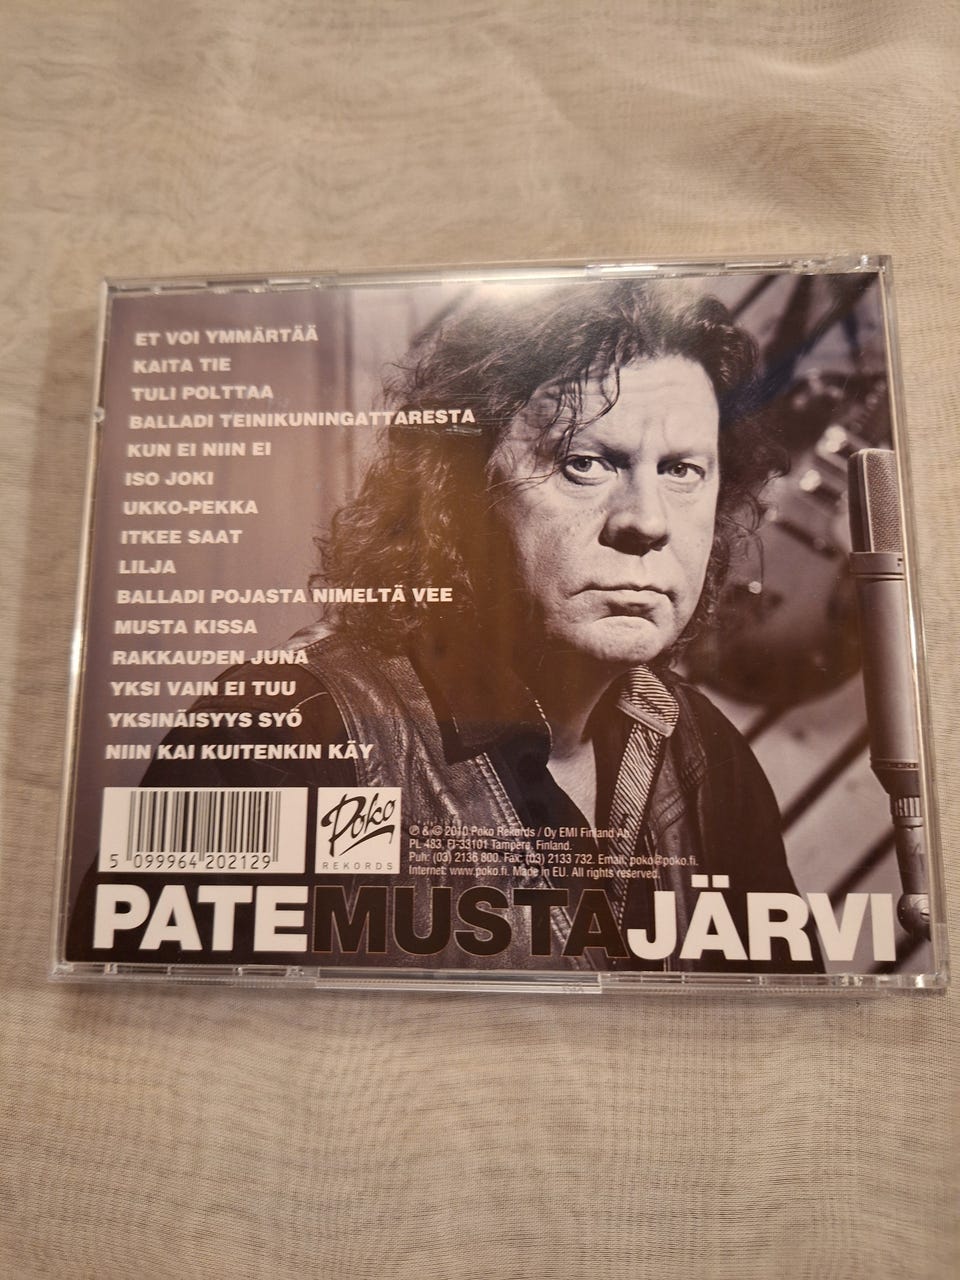 ET VOI YMMÄRTÄÄ
KAITA TIE
TULI POLTTAA
BALLADI TEINIKUNINGATTARESTA
KUN EI NIIN EI
ISO JOKI
UKKO-PEKKA
ITKEE SAAT
LILJA
BALLADI POJASTA NIMELTÄ VEE
MUSTA KISSA
RAKKAUDEN JUNA
YKSI VAIN EI TUU
YKSINÄISYYS SYÖ
NIIN KAI KUITENKIN KÄY
5 099964 202129
Poko
RECORDS
℗ & © 2010 Poko Rekords / Oy EMI Finland Ab
PL 483, FI-33101 Tampere, Finland.
Puh: (03) 2136 800. Fax: (03) 2133 732. Email: poko@poko.fi.
Internet: www.poko.fi. Made in EU. All rights reserved.
PATEMUSTAJÄRVI